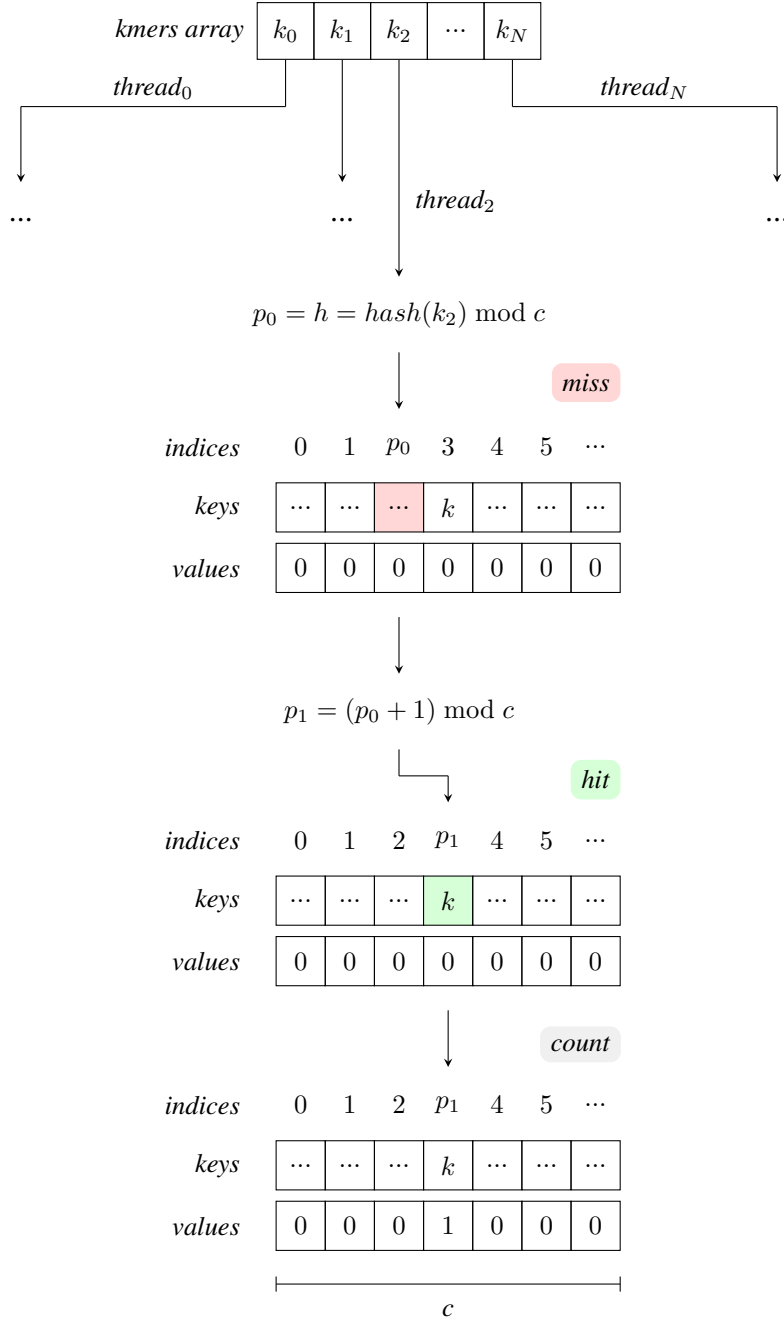 kmers array k₀ k₁ k₂ ... k_N
thread₀ thread_N
thread₂
... ... ...
p₀ = h = hash(k₂) mod c
miss
indices 0 1 p₀ 3 4 5 ...
keys ... ... ... k ... ... ...
values 0 0 0 0 0 0 0
p₁ = (p₀ + 1) mod c
hit
indices 0 1 2 p₁ 4 5 ...
keys ... ... ... k ... ... ...
values 0 0 0 0 0 0 0
count
indices 0 1 2 p₁ 4 5 ...
keys ... ... ... k ... ... ...
values 0 0 0 1 0 0 0
c